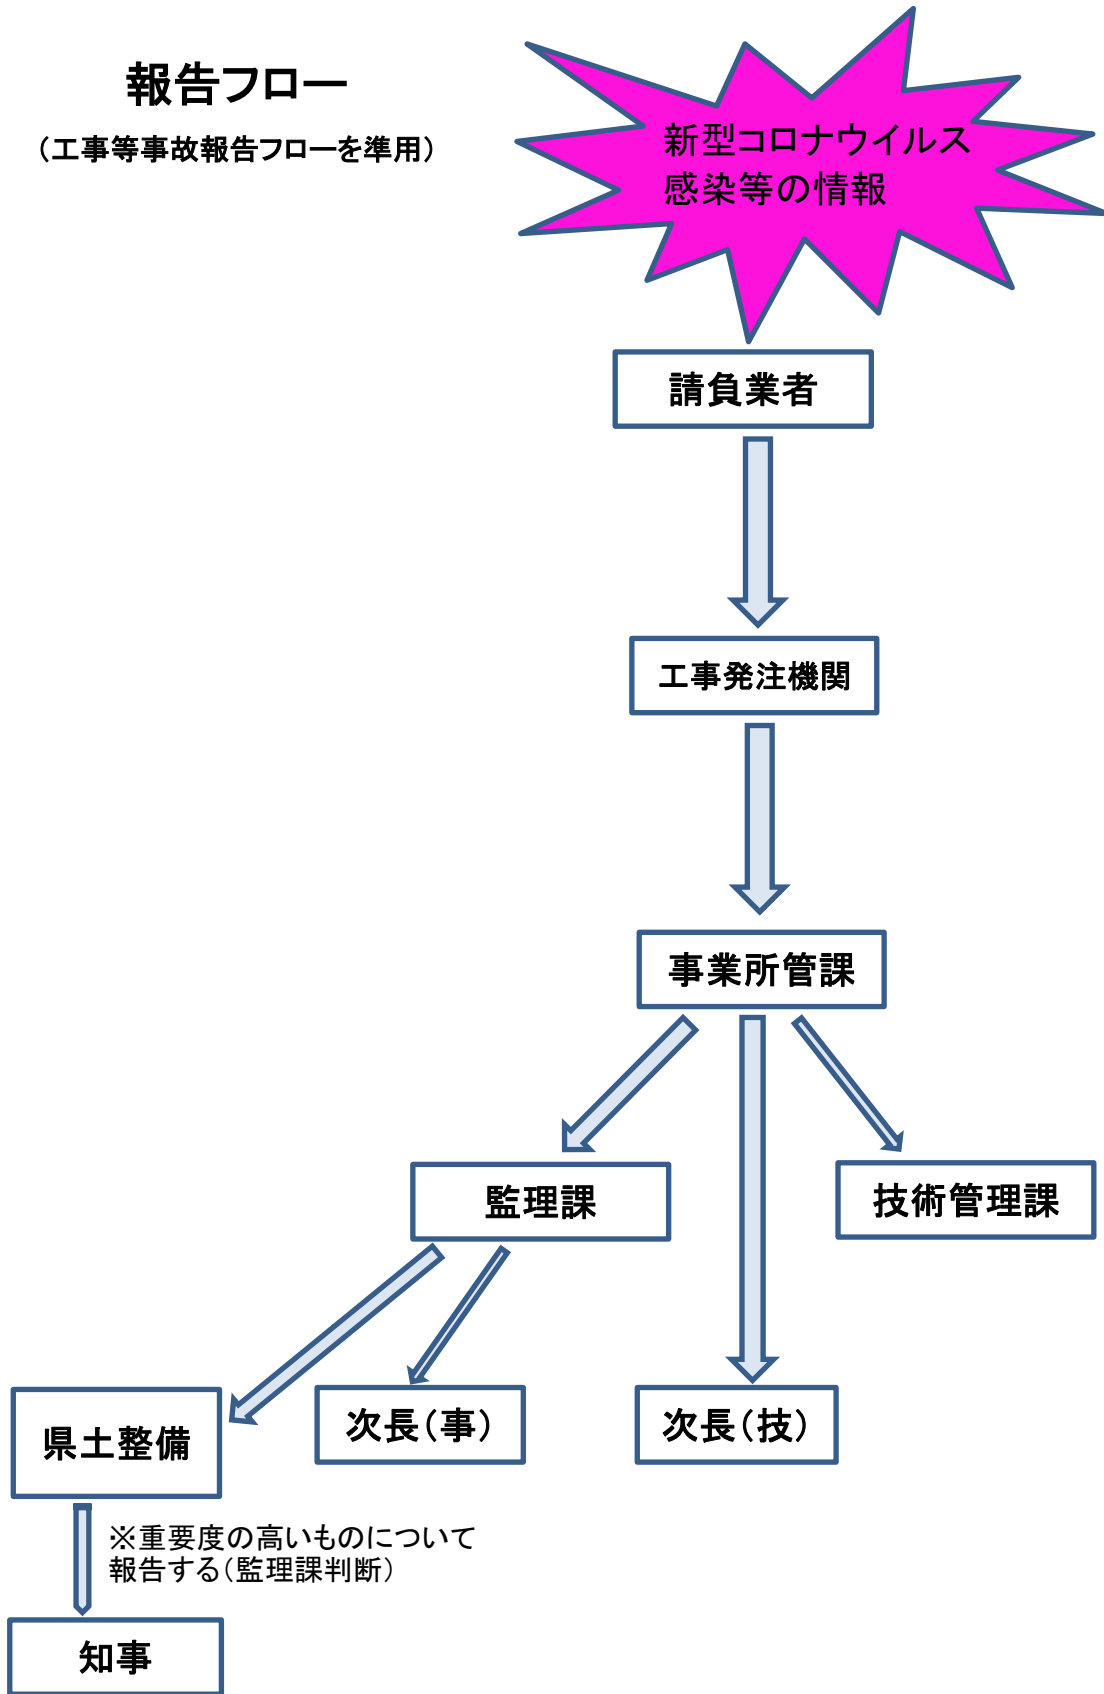 報告フロー
（工事等事故報告フローを準用）
新型コロナウイルス
感染等の情報
請負業者
工事発注機関
事業所管課
監理課
技術管理課
県土整備
次長（事）
次長（技）
※重要度の高いものについて
報告する（監理課判断）
知事